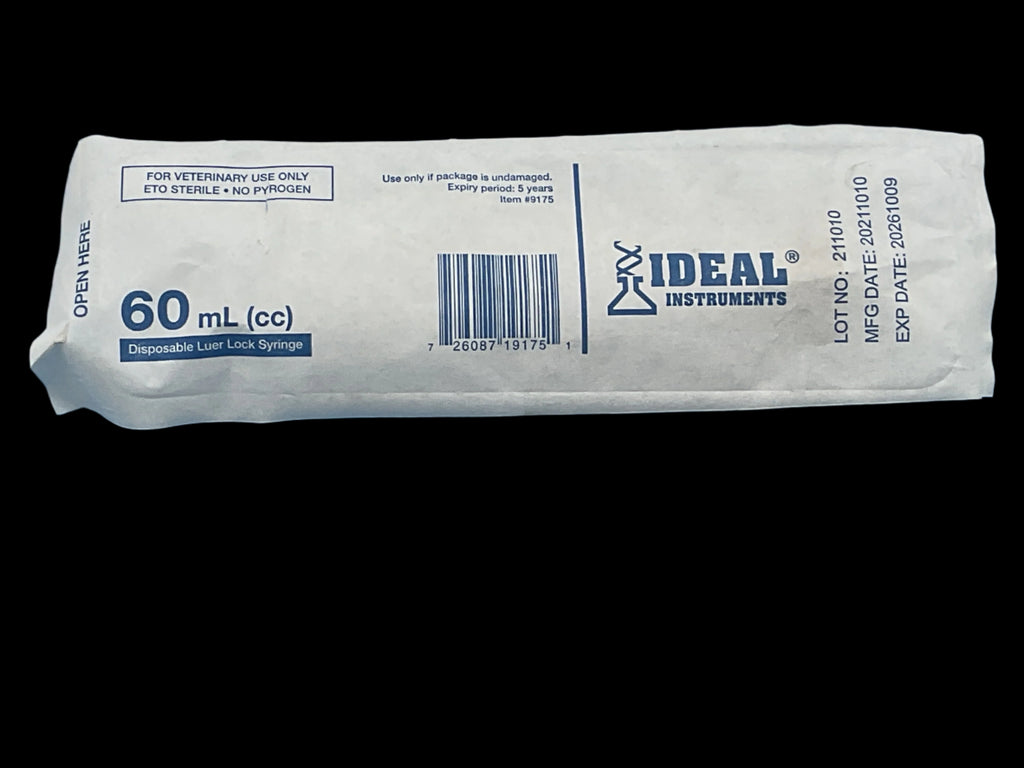 FOR VETERINARY USE ONLY
ETO STERILE • NO PYROGEN
OPEN HERE
60 mL (cc)
Disposable Luer Lock Syringe
Use only if package is undamaged.
Expiry period: 5 years
Item #9175
7 26087 19175 1
IDEAL®
INSTRUMENTS
LOT NO: 211010
MFG DATE: 20211010
EXP DATE: 20261009